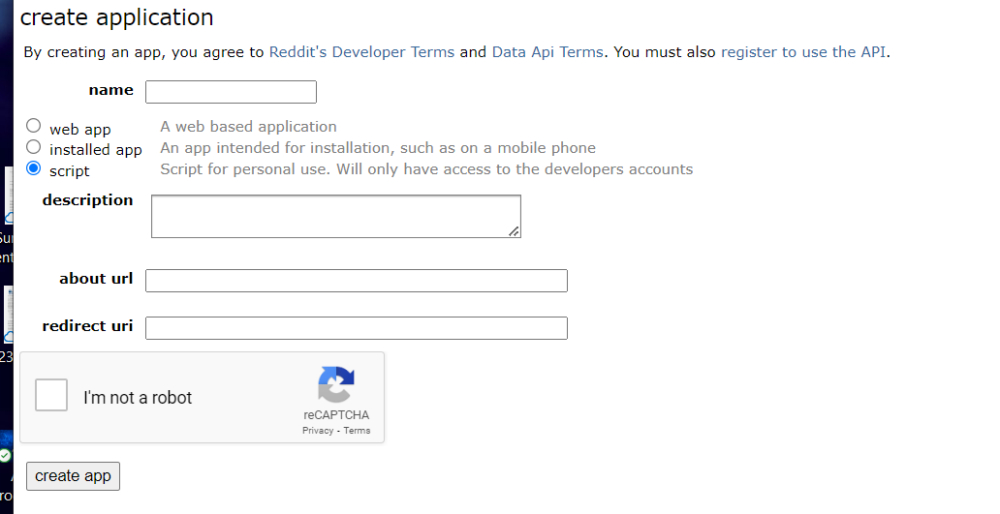 create application
By creating an app, you agree to Reddit's Developer Terms and Data Api Terms. You must also register to use the API.
name
web app A web based application
installed app An app intended for installation, such as on a mobile phone
script Script for personal use. Will only have access to the developers accounts
description
about url
redirect uri
I'm not a robot
reCAPTCHA
Privacy - Terms
create app
23